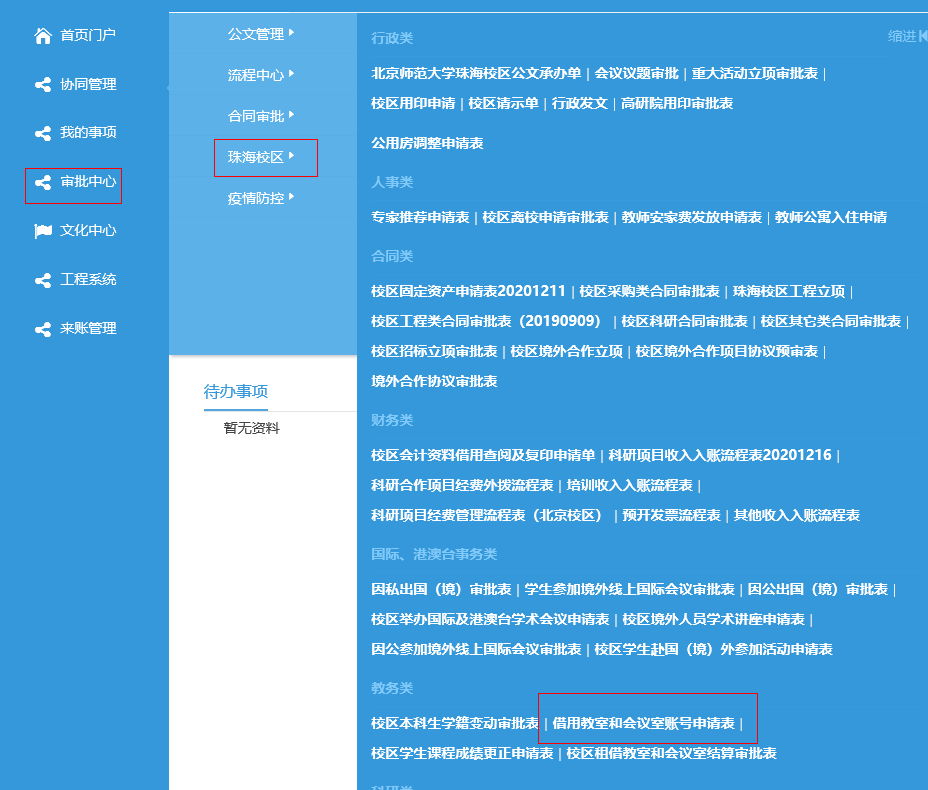 首页门户
协同管理
我的事项
审批中心
文化中心
工程系统
来账管理
公文管理
流程中心
合同审批
珠海校区
疫情防控
待办事项
暂无资料
缩进
行政类
北京师范大学珠海校区公文承办单 | 会议议题审批 | 重大活动立项审批表 |
校区用印申请 | 校区请示单 | 行政发文 | 高研院用印审批表
公用房调整申请表
人事类
专家推荐申请表 | 校区离校申请审批表 | 教师安家费发放申请表 | 教师公寓入住申请
合同类
校区固定资产申请表20201211 | 校区采购类合同审批表 | 珠海校区工程立项 |
校区工程类合同审批表（20190909） | 校区科研合同审批表 | 校区其它类合同审批表 |
校区招标立项审批表 | 校区境外合作立项 | 校区境外合作项目协议预审表 |
境外合作协议审批表
财务类
校区会计资料借用查阅及复印申请单 | 科研项目收入入账流程表20201216 |
科研合作项目经费外拨流程表 | 培训收入入账流程表 |
科研项目经费管理流程表（北京校区） | 预开发票流程表 | 其他收入入账流程表
国际、港澳台事务类
因私出国（境）审批表 | 学生参加境外线上国际会议审批表 | 因公出国（境）审批表 |
校区举办国际及港澳台学术会议申请表 | 校区境外人员学术讲座申请表 |
因公参加境外线上国际会议审批表 | 校区学生赴国（境）外参加活动申请表
教务类
校区本科生学籍变动审批表 | 借用教室和会议室账号申请表 |
校区学生课程成绩更正申请表 | 校区租借教室和会议室结算审批表